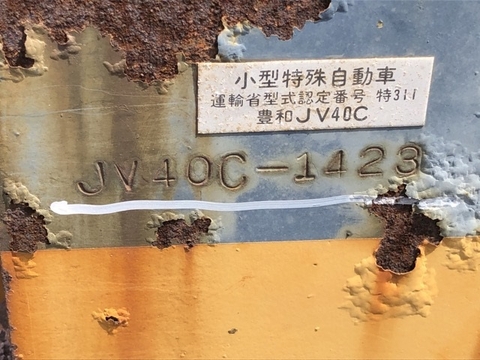 小型特殊自動車
運輸省型式認定番号 特311
豊和JV40C
JV40C-1423